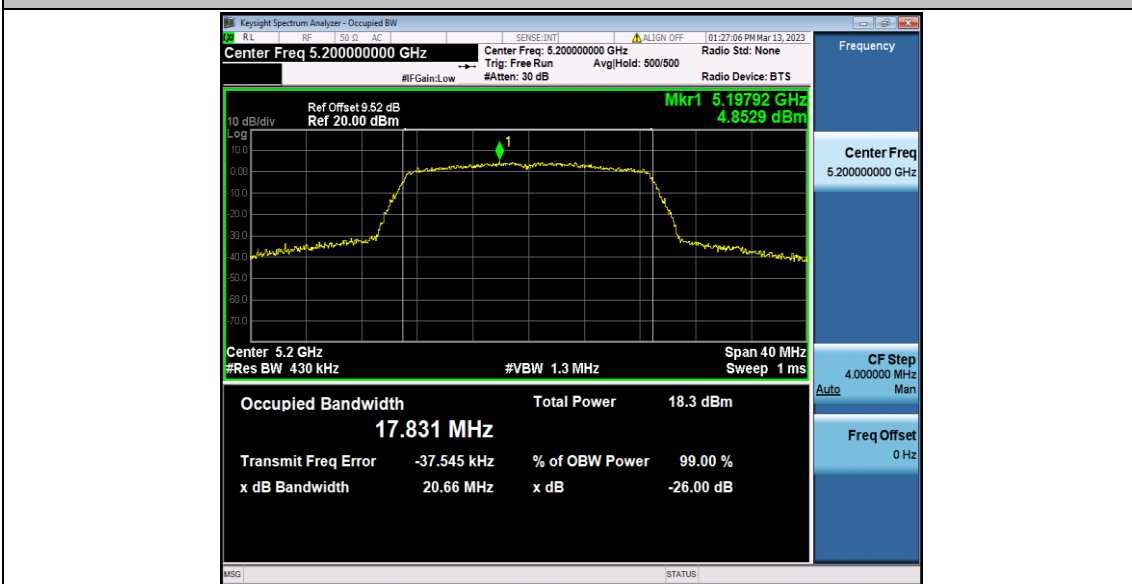 Keysight Spectrum Analyzer - Occupied BW
LXI RL RF 50 Ω AC SENSE:INT ALIGN OFF 01:27:06 PM Mar 13, 2023
Center Freq 5.200000000 GHz Center Freq: 5.200000000 GHz Radio Std: None
Trig: Free Run Avg|Hold: 500/500
#IFGain:Low #Atten: 30 dB Radio Device: BTS
Frequency
Mkr1 5.19792 GHz
4.8529 dBm
Ref Offset 9.52 dB
10 dB/div Ref 20.00 dBm
Log
10.0
0.00
-10.0
-20.0
-30.0
-40.0
-50.0
-60.0
-70.0
1
Center 5.2 GHz Span 40 MHz
#Res BW 430 kHz #VBW 1.3 MHz Sweep 1 ms
Occupied Bandwidth Total Power 18.3 dBm
17.831 MHz
Transmit Freq Error -37.545 kHz % of OBW Power 99.00 %
x dB Bandwidth 20.66 MHz x dB -26.00 dB
Center Freq
5.200000000 GHz
CF Step
4.000000 MHz
Auto Man
Freq Offset
0 Hz
MSG STATUS